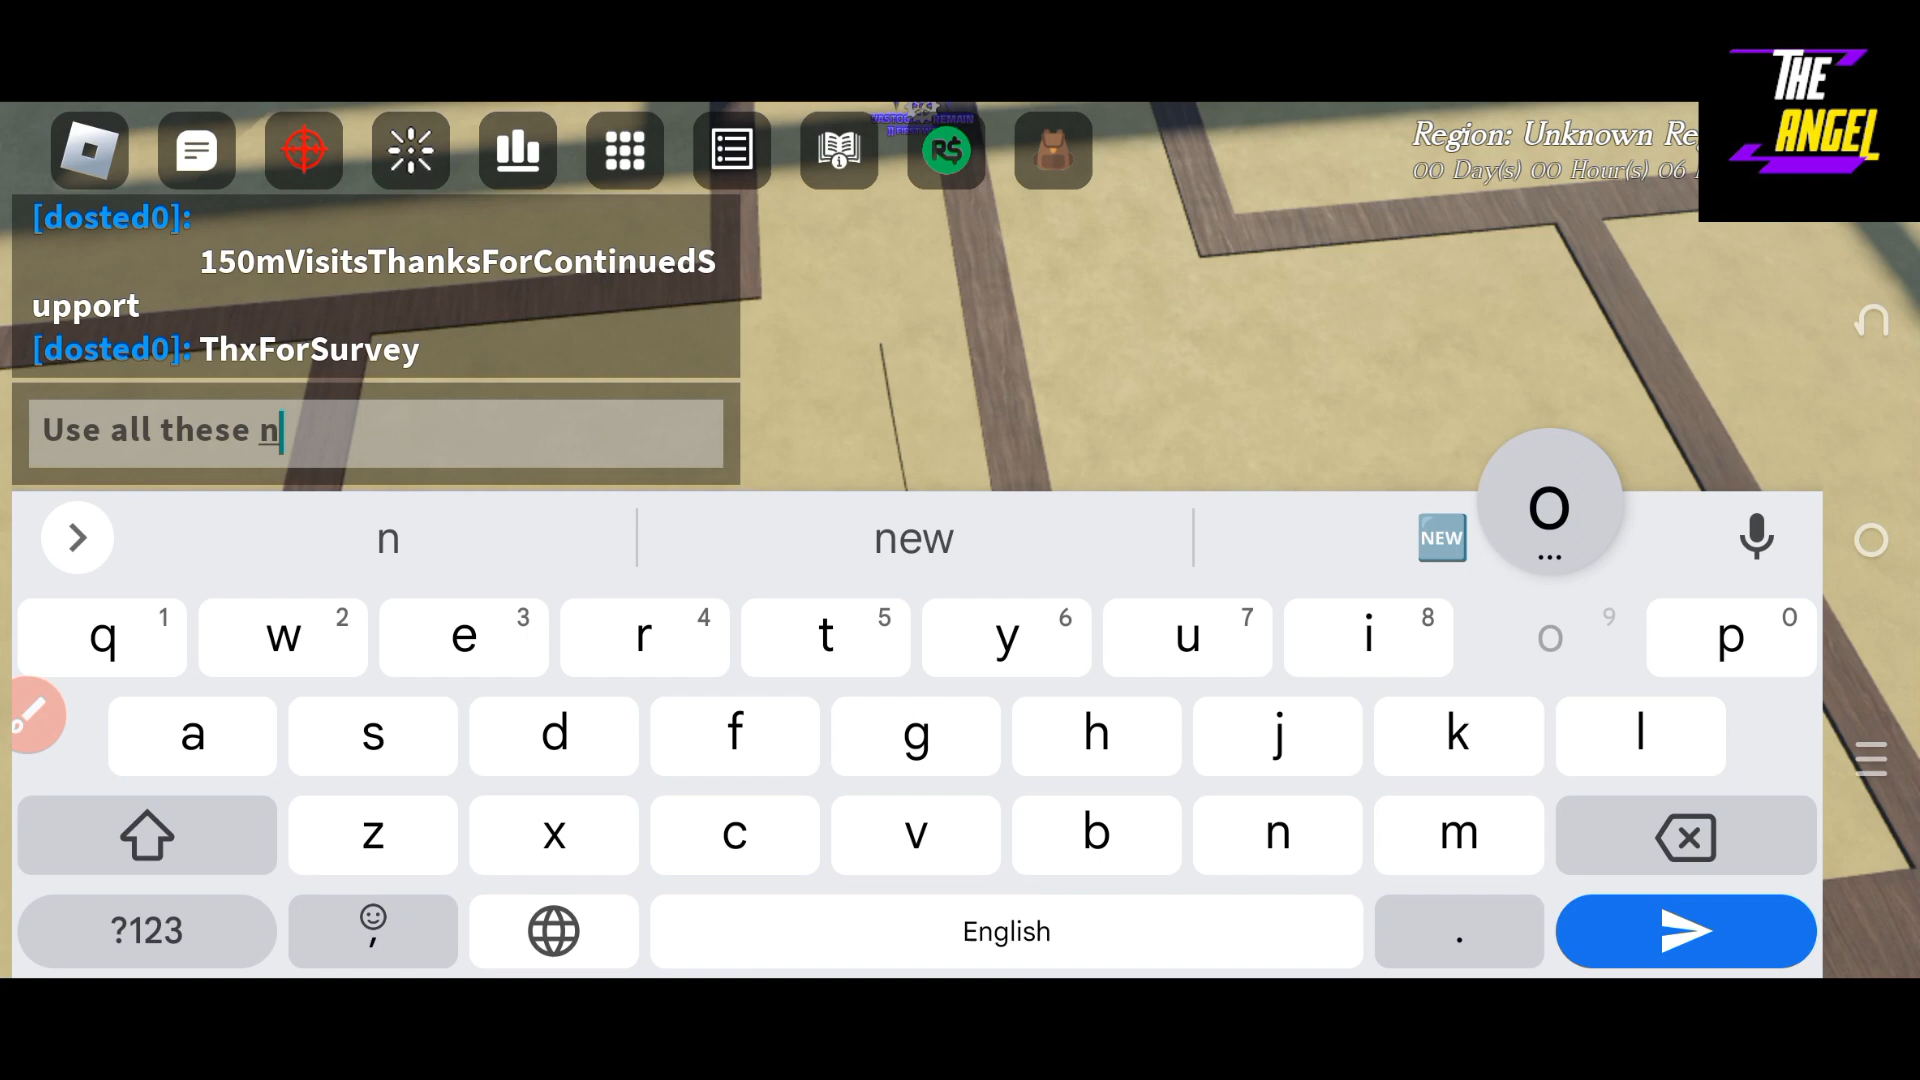 THE
ANGEL
Region: Unknown Re
00 Day(s) 00 Hour(s) 06
R$
REMAIN
[dosted0]:
150mVisitsThanksForContinuedS
upport
[dosted0]: ThxForSurvey
Use all these n
n new NEW o ...
q 1 w 2 e 3 r 4 t 5 y 6 u 7 i 8 o 9 p 0
a s d f g h j k l
z x c v b n m
?123 , English .